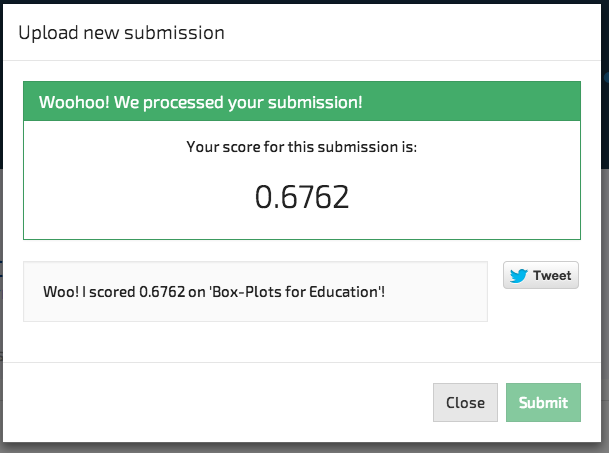 Upload new submission
Woohoo! We processed your submission!
Your score for this submission is:
0.6762
Woo! I scored 0.6762 on 'Box-Plots for Education'!
Tweet
Close
Submit